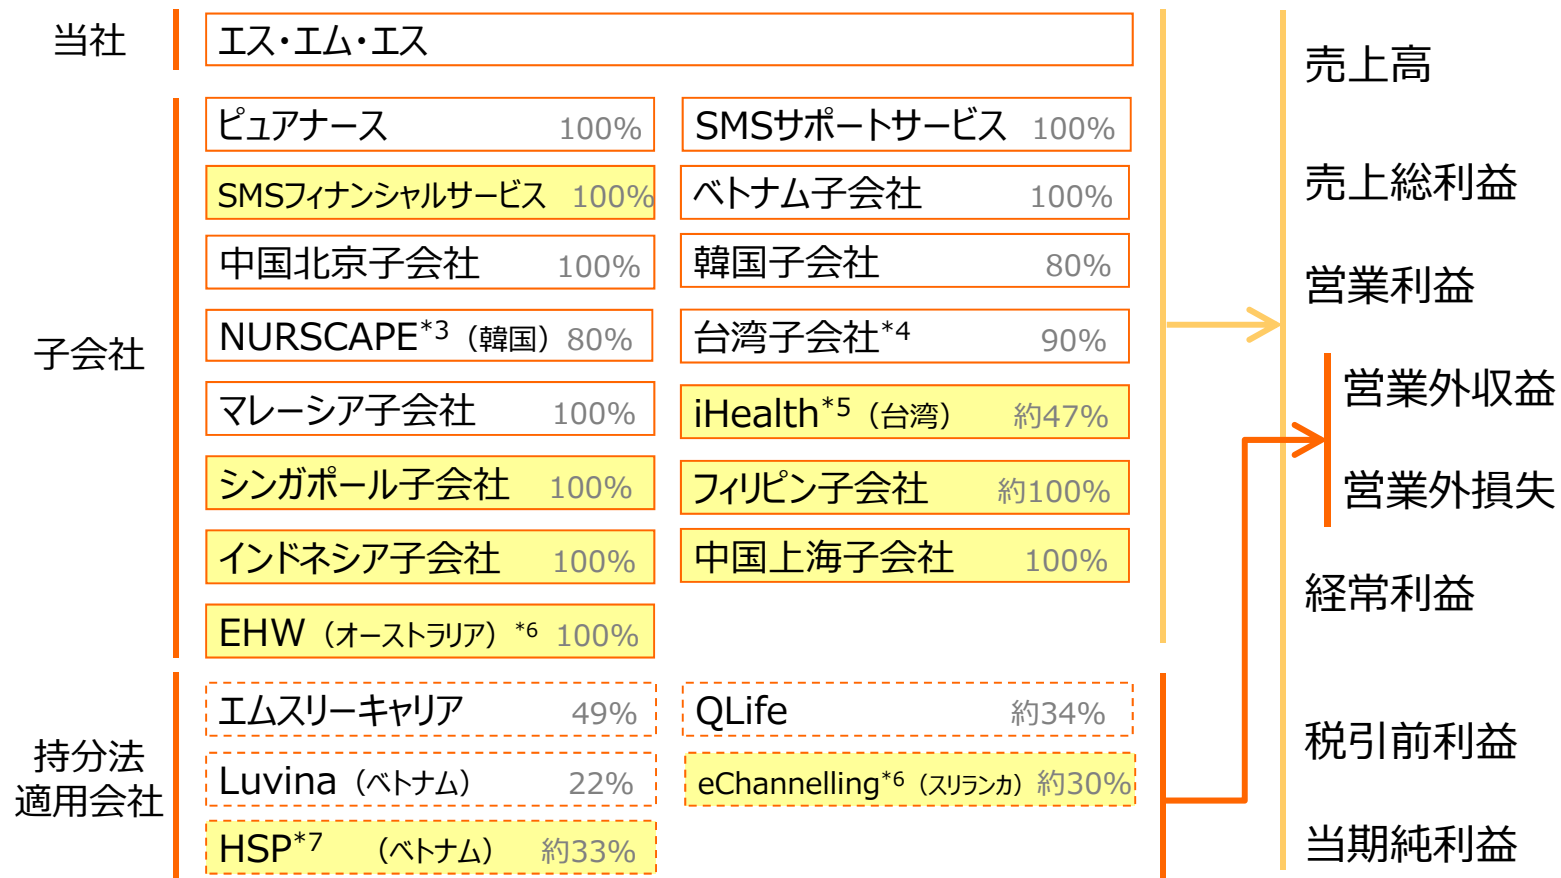 当社
エス・エム・エス
子会社
ピュアナース 100%
SMSサポートサービス 100%
SMSフィナンシャルサービス 100%
ベトナム子会社 100%
中国北京子会社 100%
韓国子会社 80%
NURSCAPE*3（韓国） 80%
台湾子会社*4 90%
マレーシア子会社 100%
iHealth*5（台湾） 約47%
シンガポール子会社 100%
フィリピン子会社 約100%
インドネシア子会社 100%
中国上海子会社 100%
EHW（オーストラリア）*6 100%
持分法
適用会社
エムスリーキャリア 49%
QLife 約34%
Luvina（ベトナム） 22%
eChannelling*6（スリランカ） 約30%
HSP*7 （ベトナム） 約33%
売上高
売上総利益
営業利益
営業外収益
営業外損失
経常利益
税引前利益
当期純利益